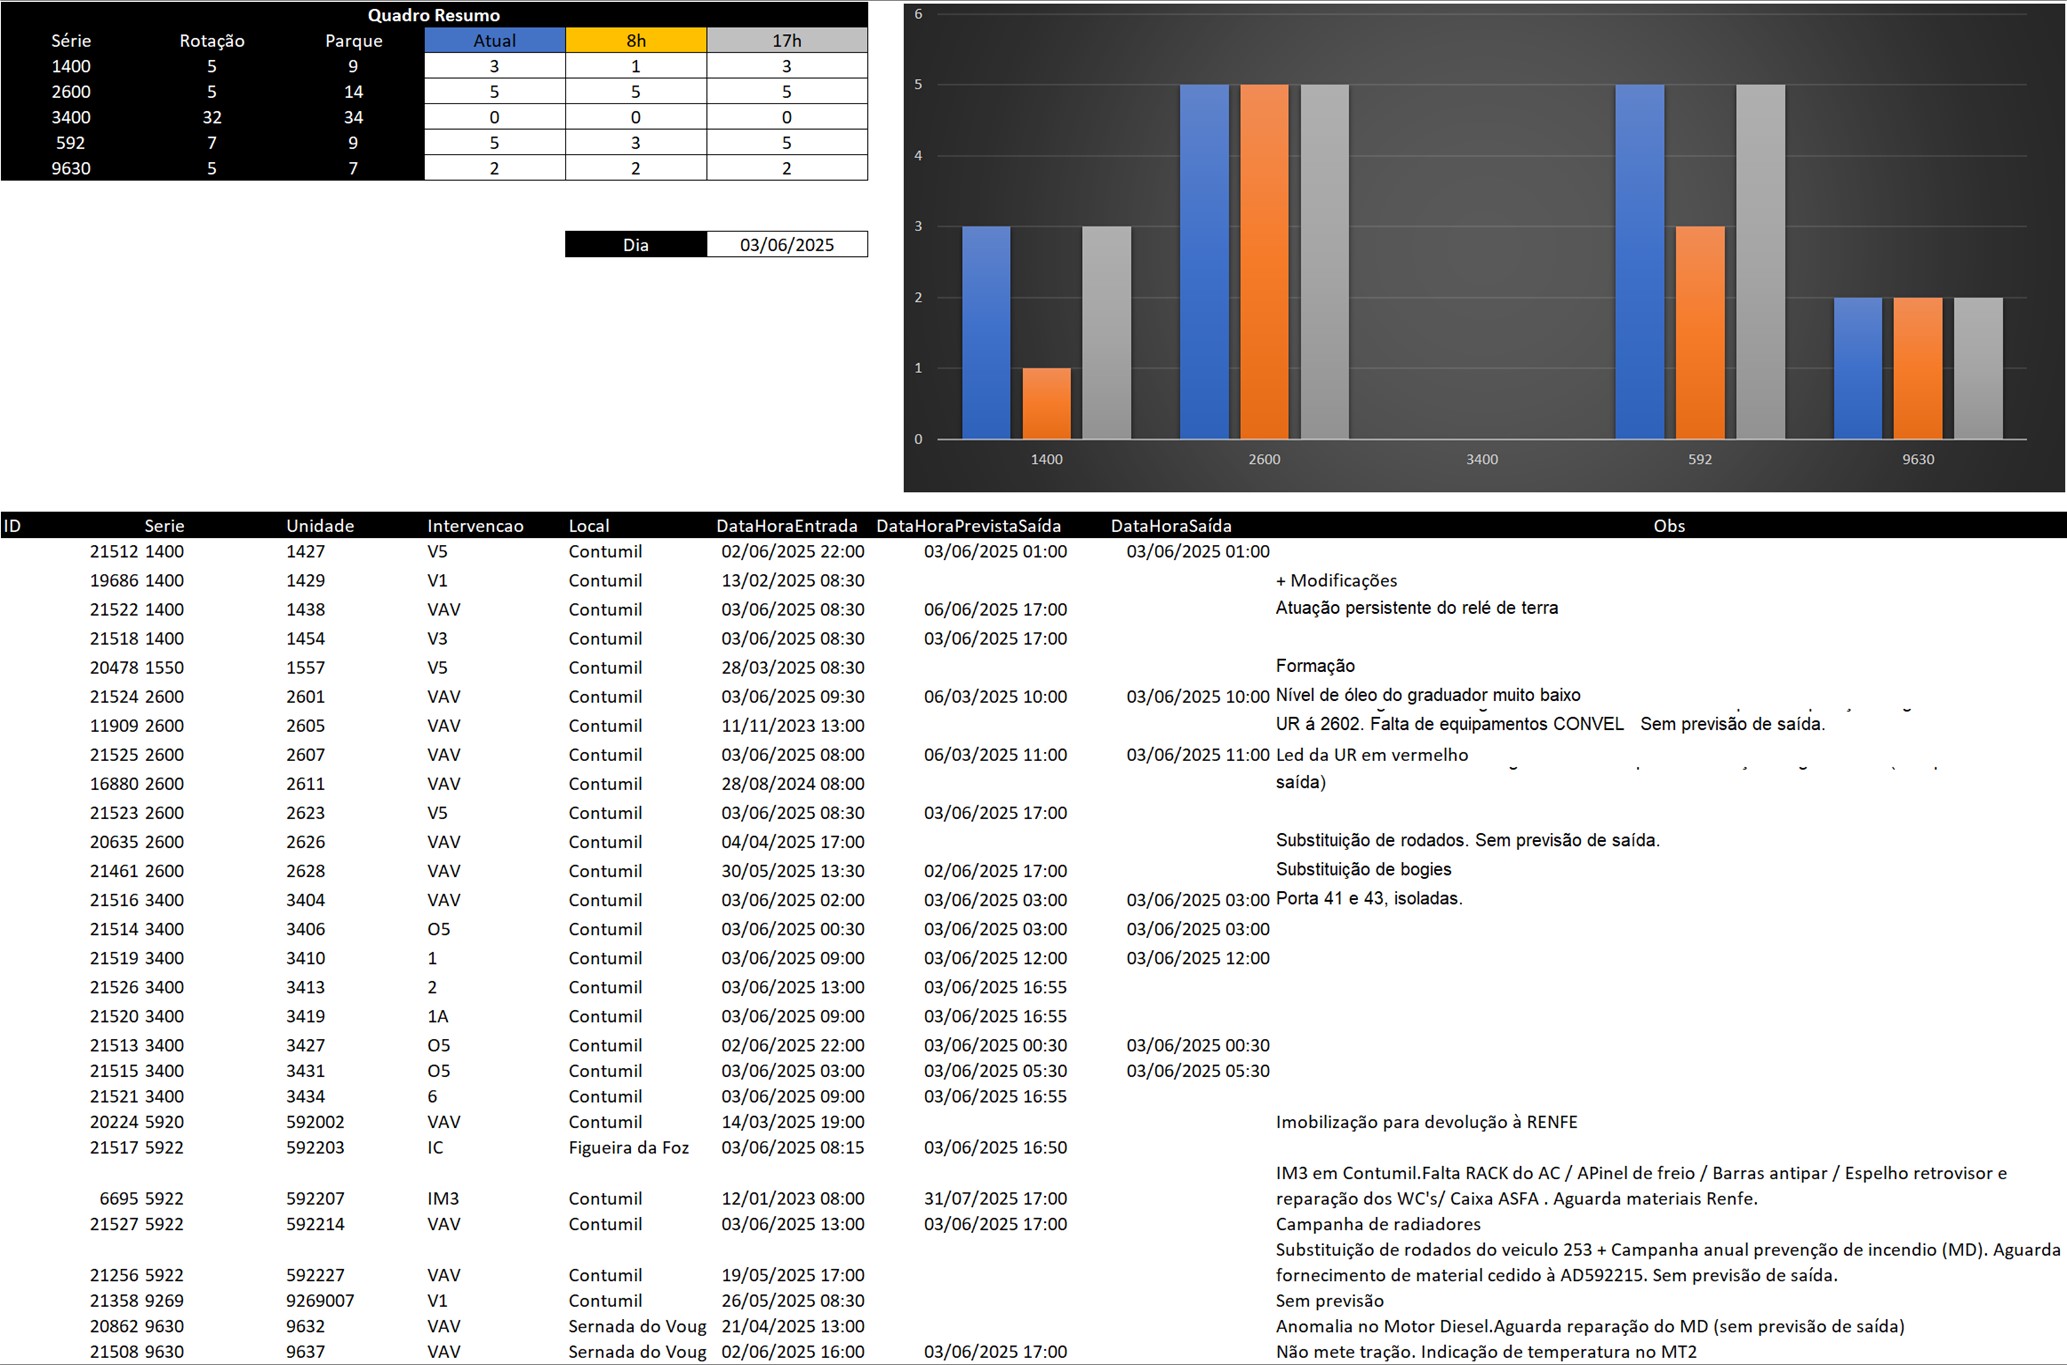 Quadro Resumo
Série Rotação Parque Atual 8h 17h
1400 5 9 3 1 3
2600 5 14 5 5 5
3400 32 34 0 0 0
592 7 9 5 3 5
9630 5 7 2 2 2
Dia 03/06/2025
6
5
4
3
2
1
0
1400 2600 3400 592 9630
ID Serie Unidade Intervencao Local DataHoraEntrada DataHoraPrevistaSaída DataHoraSaída Obs
21512 1400 1427 V5 Contumil 02/06/2025 22:00 03/06/2025 01:00 03/06/2025 01:00
19686 1400 1429 V1 Contumil 13/02/2025 08:30 + Modificações
21522 1400 1438 VAV Contumil 03/06/2025 08:30 06/06/2025 17:00 Atuação persistente do relé de terra
21518 1400 1454 V3 Contumil 03/06/2025 08:30 03/06/2025 17:00
20478 1550 1557 V5 Contumil 28/03/2025 08:30 Formação
21524 2600 2601 VAV Contumil 03/06/2025 09:30 06/03/2025 10:00 03/06/2025 10:00 Nível de óleo do graduador muito baixo
11909 2600 2605 VAV Contumil 11/11/2023 13:00 UR á 2602. Falta de equipamentos CONVEL Sem previsão de saída.
21525 2600 2607 VAV Contumil 03/06/2025 08:00 06/03/2025 11:00 03/06/2025 11:00 Led da UR em vermelho
16880 2600 2611 VAV Contumil 28/08/2024 08:00 saída)
21523 2600 2623 V5 Contumil 03/06/2025 08:30 03/06/2025 17:00
20635 2600 2626 VAV Contumil 04/04/2025 17:00 Substituição de rodados. Sem previsão de saída.
21461 2600 2628 VAV Contumil 30/05/2025 13:30 02/06/2025 17:00 Substituição de bogies
21516 3400 3404 VAV Contumil 03/06/2025 02:00 03/06/2025 03:00 03/06/2025 03:00 Porta 41 e 43, isoladas.
21514 3400 3406 O5 Contumil 03/06/2025 00:30 03/06/2025 03:00 03/06/2025 03:00
21519 3400 3410 1 Contumil 03/06/2025 09:00 03/06/2025 12:00 03/06/2025 12:00
21526 3400 3413 2 Contumil 03/06/2025 13:00 03/06/2025 16:55
21520 3400 3419 1A Contumil 03/06/2025 09:00 03/06/2025 16:55
21513 3400 3427 O5 Contumil 02/06/2025 22:00 03/06/2025 00:30 03/06/2025 00:30
21515 3400 3431 O5 Contumil 03/06/2025 03:00 03/06/2025 05:30 03/06/2025 05:30
21521 3400 3434 6 Contumil 03/06/2025 09:00 03/06/2025 16:55
20224 5920 592002 VAV Contumil 14/03/2025 19:00 Imobilização para devolução à RENFE
21517 5922 592203 IC Figueira da Foz 03/06/2025 08:15 03/06/2025 16:50
IM3 em Contumil.Falta RACK do AC / APinel de freio / Barras antipar / Espelho retrovisor e
6695 5922 592207 IM3 Contumil 12/01/2023 08:00 31/07/2025 17:00 reparação dos WC's/ Caixa ASFA . Aguarda materiais Renfe.
21527 5922 592214 VAV Contumil 03/06/2025 13:00 03/06/2025 17:00 Campanha de radiadores
Substituição de rodados do veiculo 253 + Campanha anual prevenção de incendio (MD). Aguarda
21256 5922 592227 VAV Contumil 19/05/2025 17:00 fornecimento de material cedido à AD592215. Sem previsão de saída.
21358 9269 9269007 V1 Contumil 26/05/2025 08:30 Sem previsão
20862 9630 9632 VAV Sernada do Voug 21/04/2025 13:00 Anomalia no Motor Diesel.Aguarda reparação do MD (sem previsão de saída)
21508 9630 9637 VAV Sernada do Voug 02/06/2025 16:00 03/06/2025 17:00 Não mete tração. Indicação de temperatura no MT2